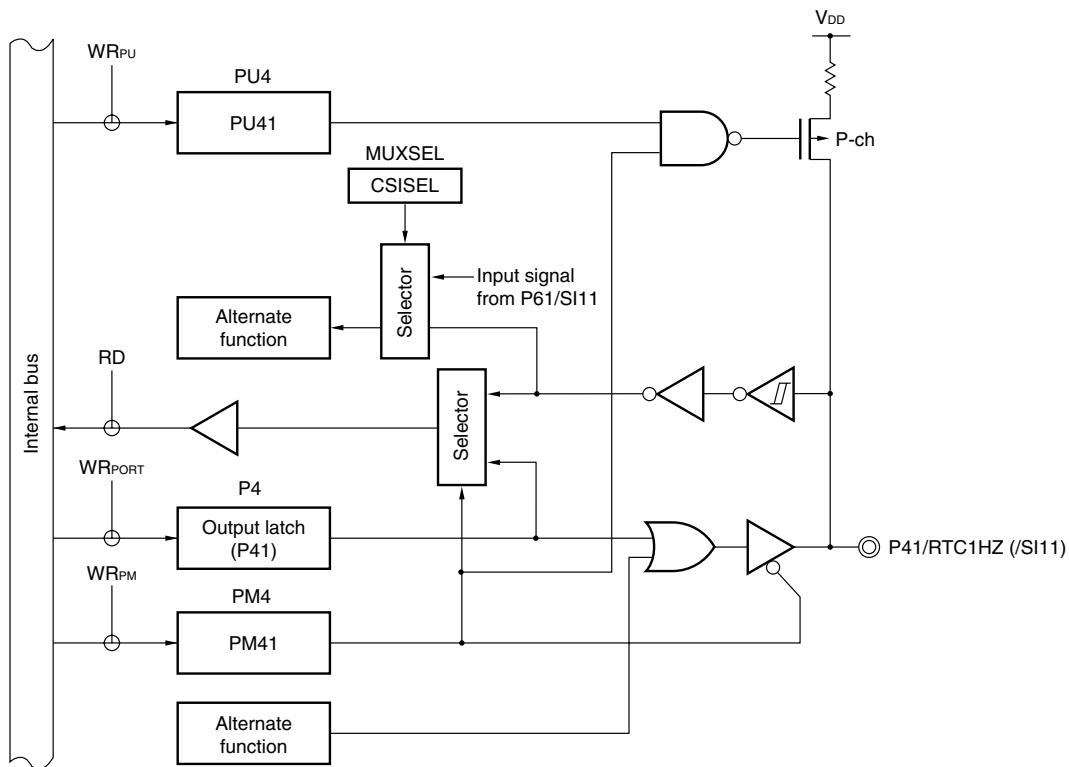 VDD
WRPU
PU4
PU41
P-ch
MUXSEL
CSISEL
Selector
Input signal
from P61/SI11
Alternate
function
RD
Internal bus
Selector
WRPORT
P4
Output latch
(P41)
P41/RTC1HZ (/SI11)
WRPM
PM4
PM41
Alternate
function